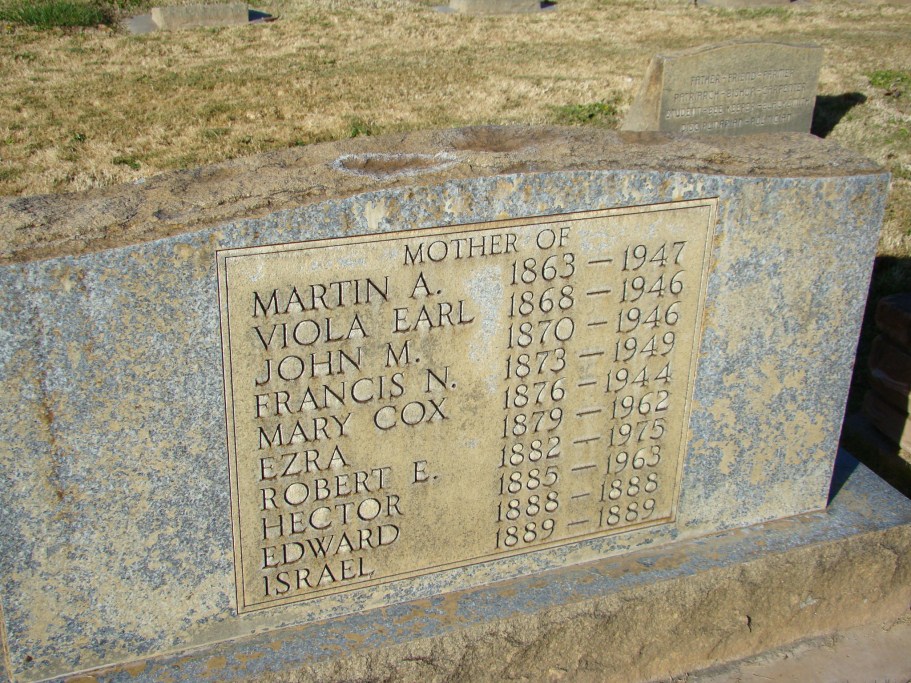 MOTHER OF
MARTIN A. 1863 – 1947
VIOLA EARL 1868 – 1946
JOHN M. 1870 – 1946
FRANCIS N. 1873 – 1949
MARY COX 1876 – 1944
EZRA 1879 – 1962
ROBERT E. 1882 – 1975
HECTOR 1885 – 1963
EDWARD 1888 – 1888
ISRAEL 1889 – 1889